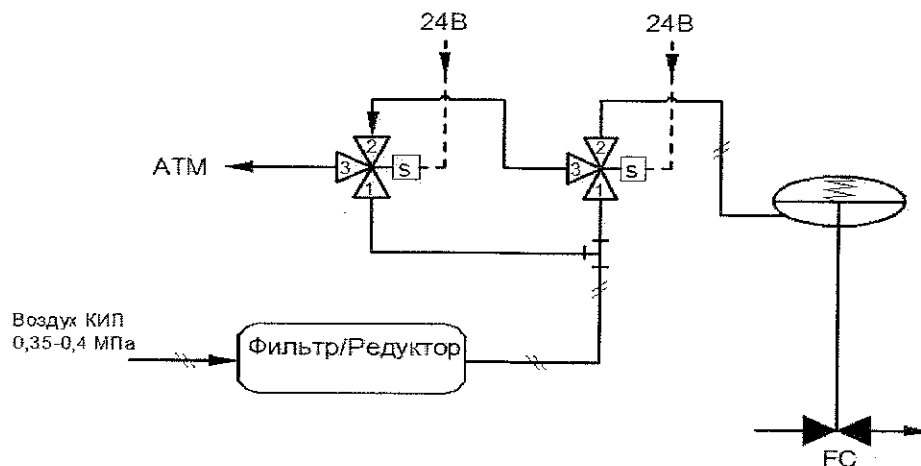 24В
24В
2
2
АТМ
3
S
3
S
1
1
Воздух КИП
0,35-0,4 МПа
Фильтр/Редуктор
FC